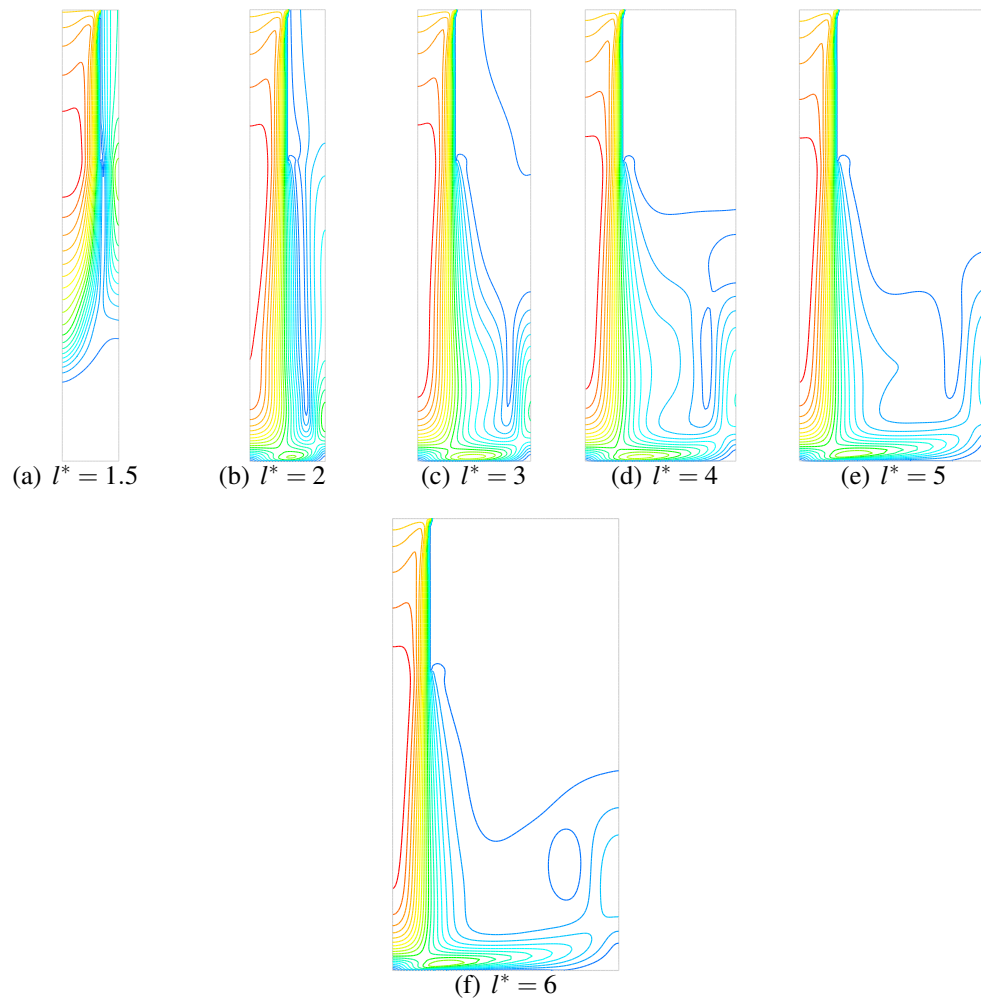 (a) l* = 1.5
(b) l* = 2
(c) l* = 3
(d) l* = 4
(e) l* = 5
(f) l* = 6